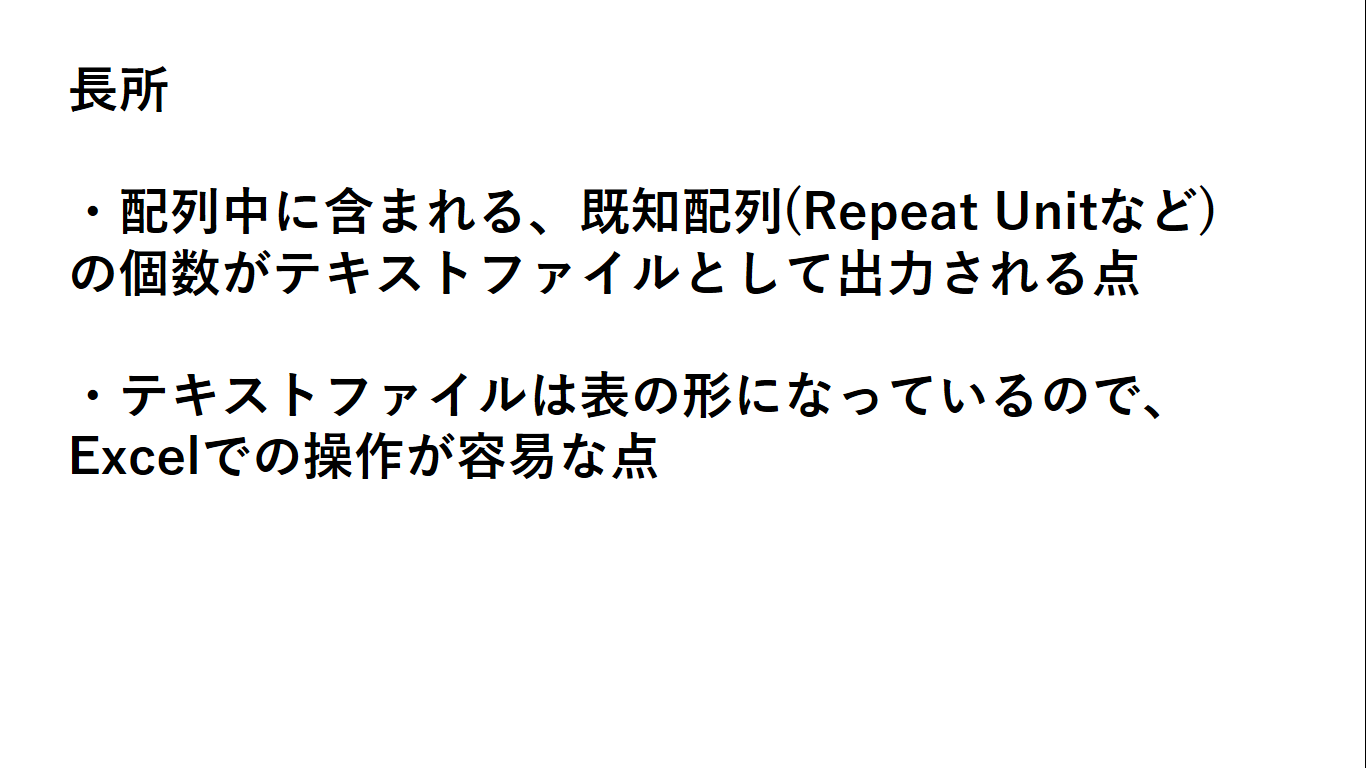 長所
・配列中に含まれる、既知配列(Repeat Unitなど)
の個数がテキストファイルとして出力される点
・テキストファイルは表の形になっているので、
Excelでの操作が容易な点